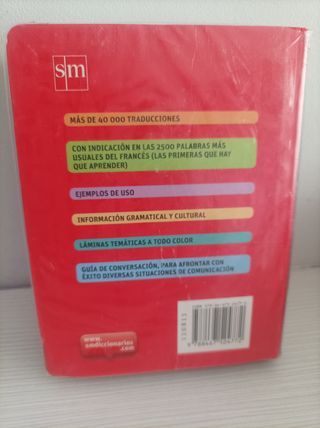 sm
MÁS DE 40 000 TRADUCCIONES
CON INDICACIÓN EN LAS 2500 PALABRAS MÁS
USUALES DEL FRANCÉS (LAS PRIMERAS QUE HAY
QUE APRENDER)
EJEMPLOS DE USO
INFORMACIÓN GRAMATICAL Y CULTURAL
LÁMINAS TEMÁTICAS A TODO COLOR
GUÍA DE CONVERSACIÓN, PARA AFRONTAR CON
ÉXITO DIVERSAS SITUACIONES DE COMUNICACIÓN
www.
smdiccionarios
.com